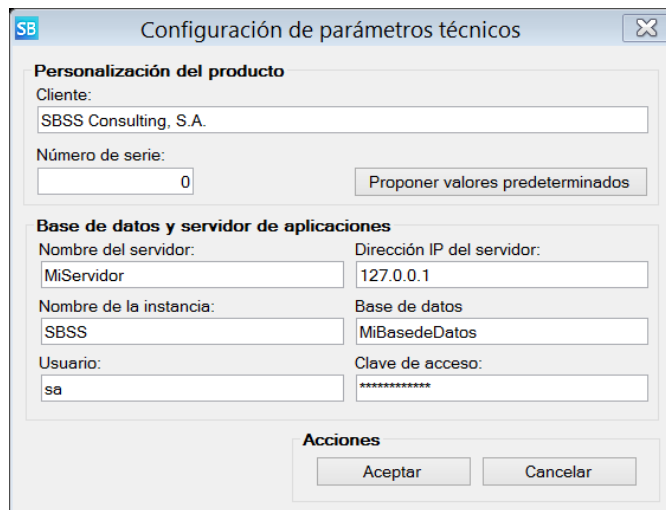 SB
Configuración de parámetros técnicos
Personalización del producto
Cliente:
SBSS Consulting, S.A.
Número de serie:
0
Proponer valores predeterminados
Base de datos y servidor de aplicaciones
Nombre del servidor:
Dirección IP del servidor:
MiServidor
127.0.0.1
Nombre de la instancia:
Base de datos
SBSS
MiBasedeDatos
Usuario:
Clave de acceso:
sa
************
Acciones
Aceptar
Cancelar